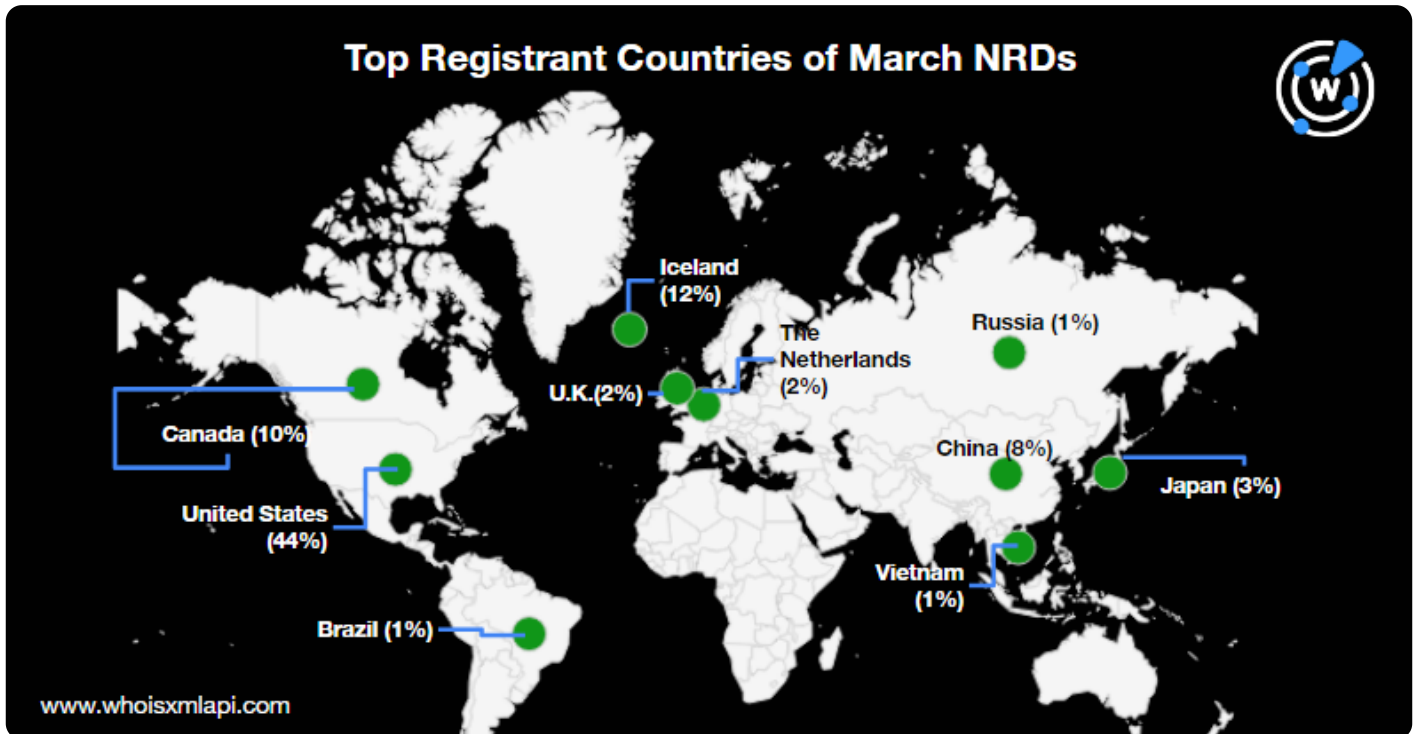 Top Registrant Countries of March NRDs
W
Iceland
(12%)
The
Netherlands
(2%)
Russia (1%)
U.K.(2%)
Canada (10%)
China (8%)
Japan (3%)
United States
(44%)
Vietnam
(1%)
Brazil (1%)
www.whoisxmlapi.com